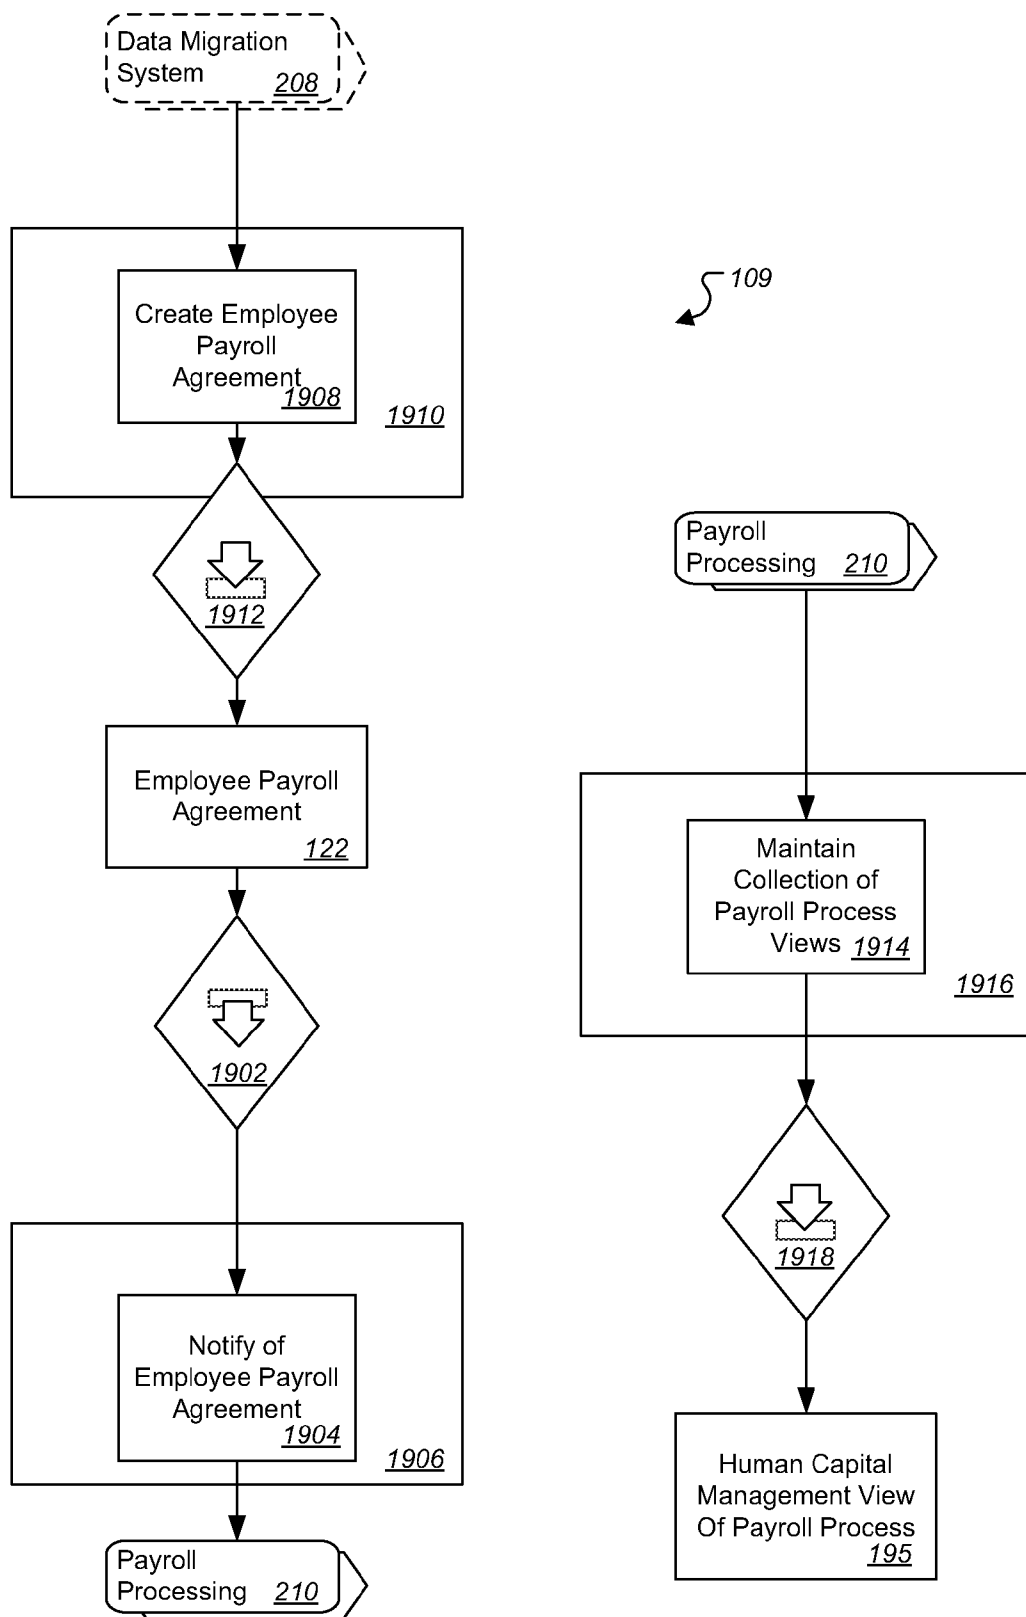 Data Migration
System 208
Create Employee
Payroll
Agreement
1908
1910
1912
Employee Payroll
Agreement
122
1902
Notify of
Employee Payroll
Agreement
1904
1906
Payroll
Processing 210
109
Payroll
Processing 210
Maintain
Collection of
Payroll Process
Views 1914
1916
1918
Human Capital
Management View
Of Payroll Process
195